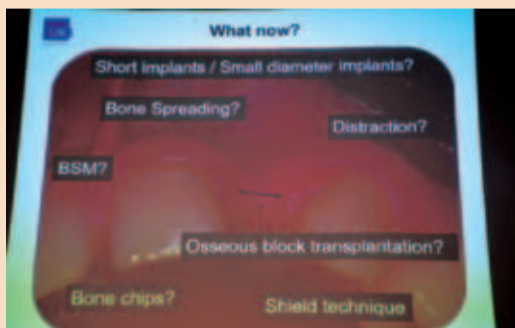 What now?
Short implants / Small diameter implants?
Bone Spreading?
Distraction?
BSM?
Osseous block transplantation?
Bone chips?
Shield technique